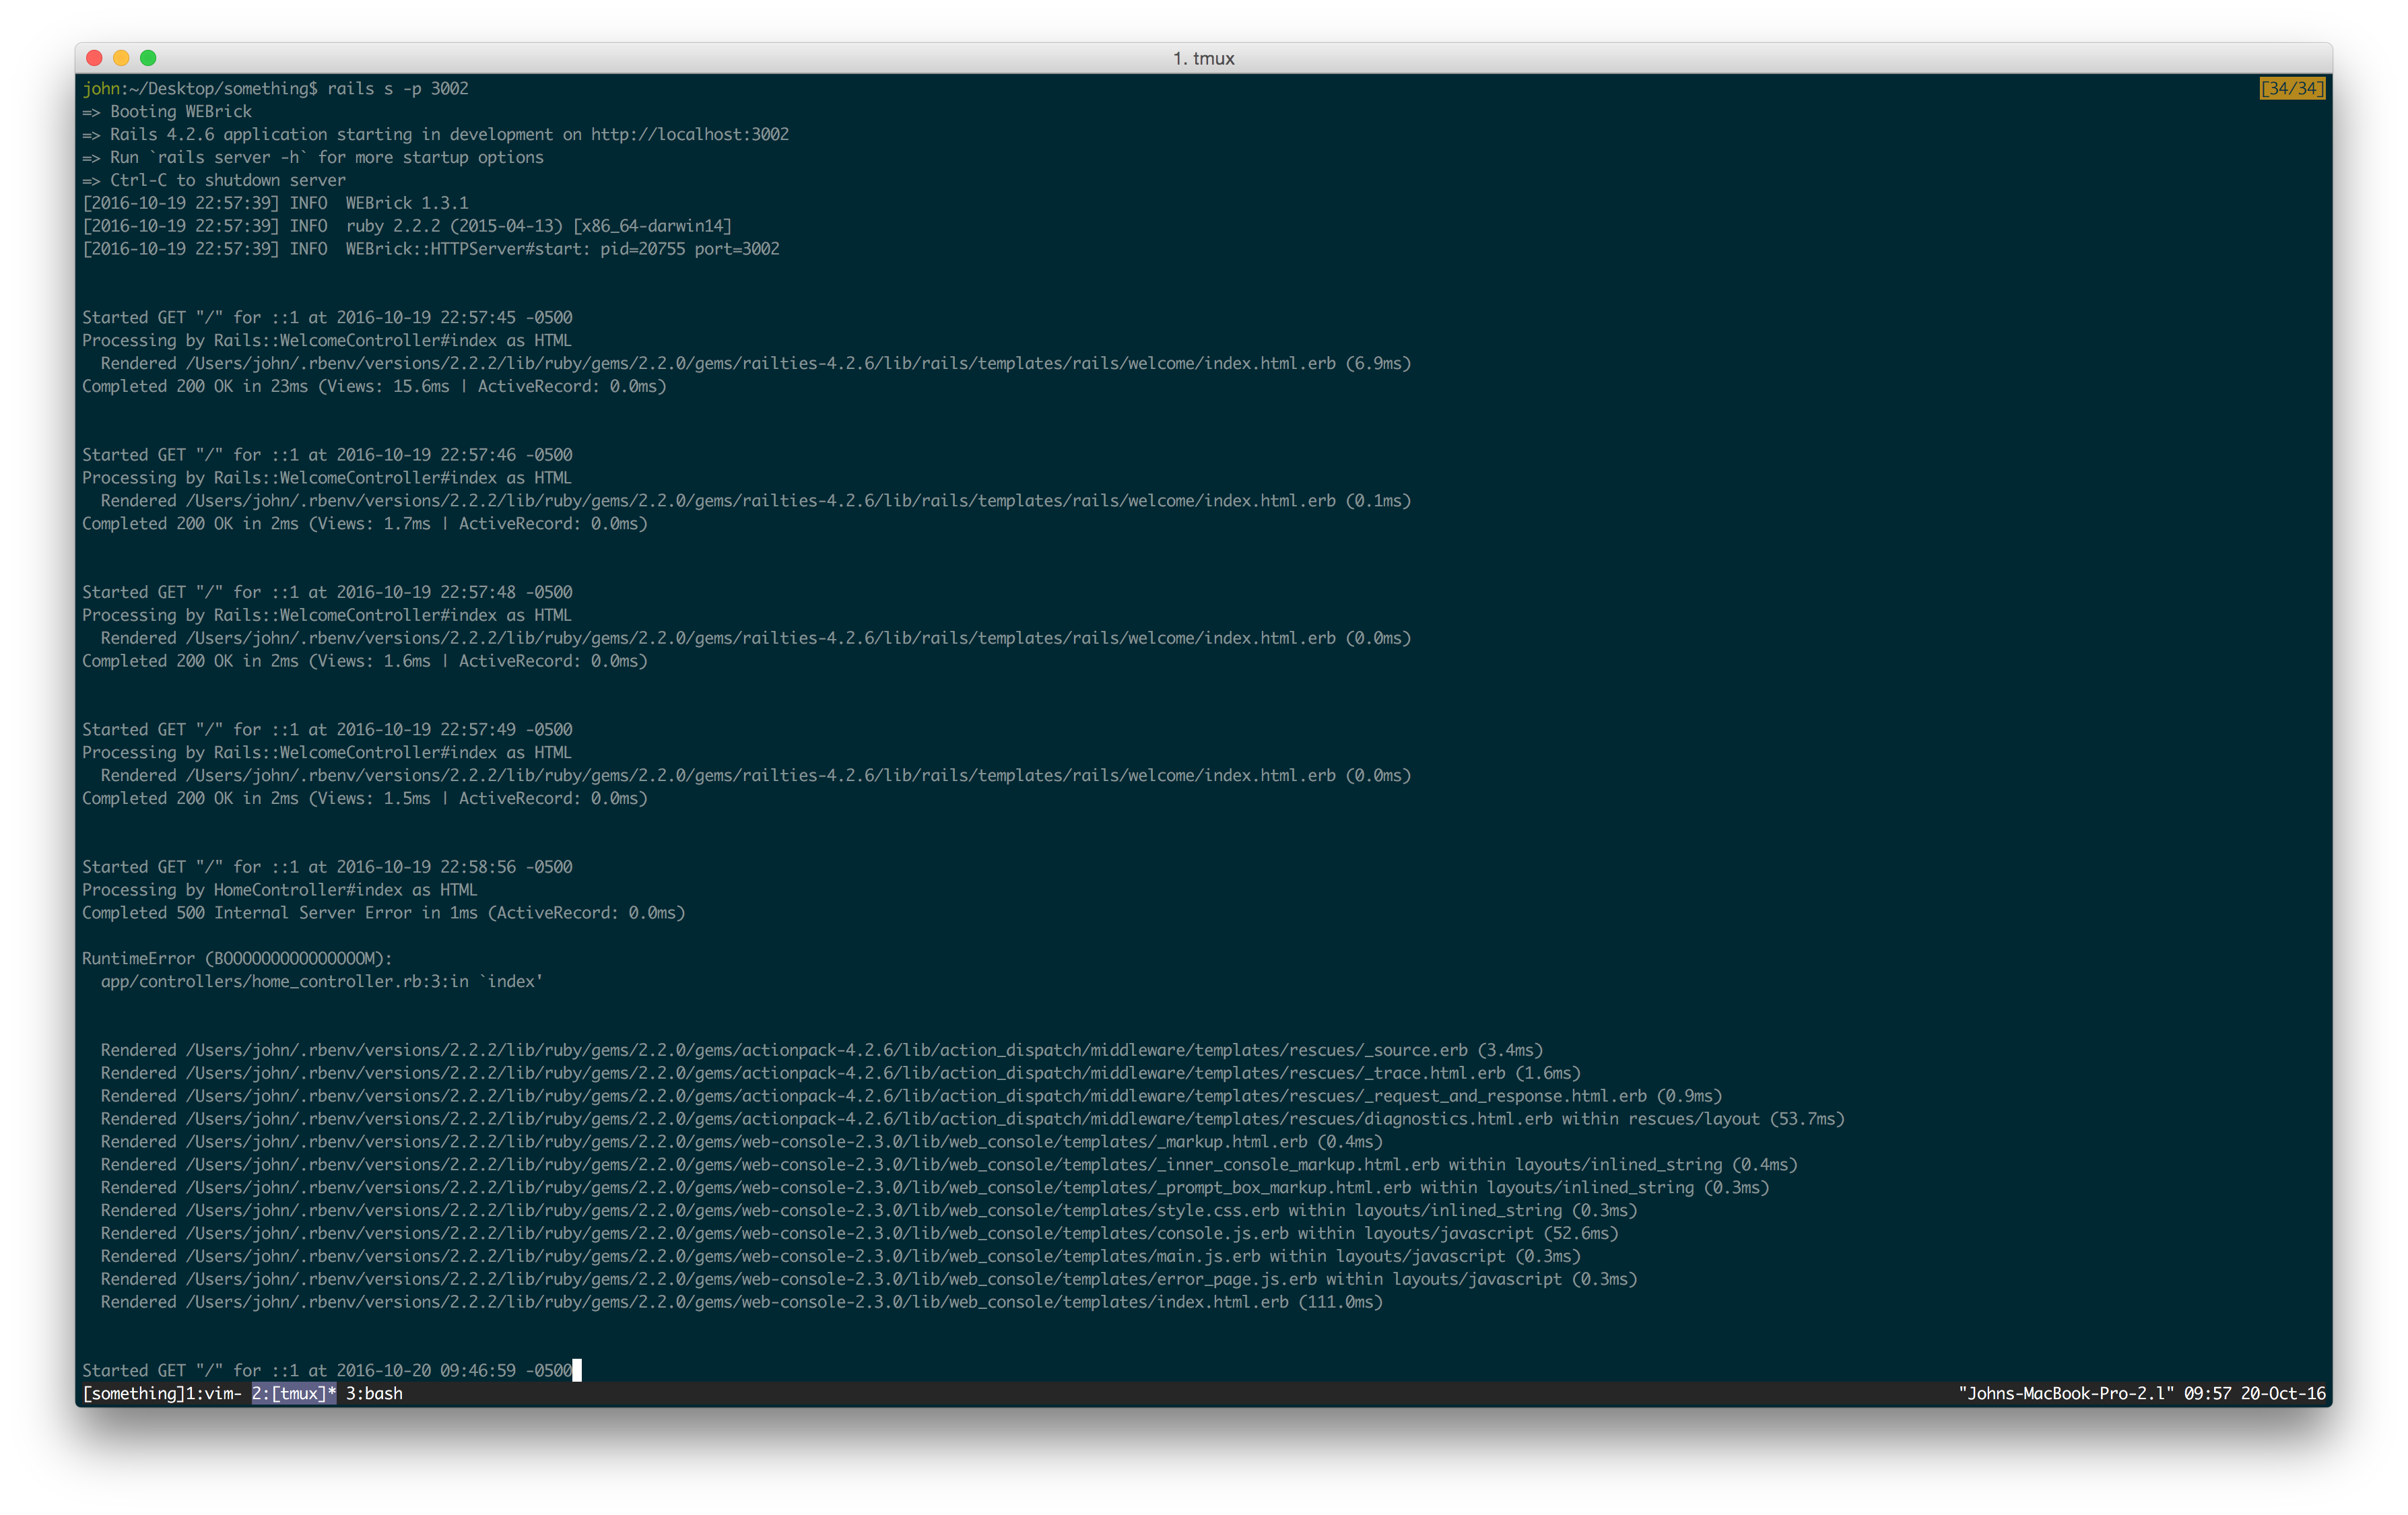 1. tmux
john:~/Desktop/something$ rails s -p 3002 [34/34]
=> Booting WEBrick
=> Rails 4.2.6 application starting in development on http://localhost:3002
=> Run `rails server -h` for more startup options
=> Ctrl-C to shutdown server
[2016-10-19 22:57:39] INFO  WEBrick 1.3.1
[2016-10-19 22:57:39] INFO  ruby 2.2.2 (2015-04-13) [x86_64-darwin14]
[2016-10-19 22:57:39] INFO  WEBrick::HTTPServer#start: pid=20755 port=3002
Started GET "/" for ::1 at 2016-10-19 22:57:45 -0500
Processing by Rails::WelcomeController#index as HTML
  Rendered /Users/john/.rbenv/versions/2.2.2/lib/ruby/gems/2.2.0/gems/railties-4.2.6/lib/rails/templates/rails/welcome/index.html.erb (6.9ms)
Completed 200 OK in 23ms (Views: 15.6ms | ActiveRecord: 0.0ms)
Started GET "/" for ::1 at 2016-10-19 22:57:46 -0500
Processing by Rails::WelcomeController#index as HTML
  Rendered /Users/john/.rbenv/versions/2.2.2/lib/ruby/gems/2.2.0/gems/railties-4.2.6/lib/rails/templates/rails/welcome/index.html.erb (0.1ms)
Completed 200 OK in 2ms (Views: 1.7ms | ActiveRecord: 0.0ms)
Started GET "/" for ::1 at 2016-10-19 22:57:48 -0500
Processing by Rails::WelcomeController#index as HTML
  Rendered /Users/john/.rbenv/versions/2.2.2/lib/ruby/gems/2.2.0/gems/railties-4.2.6/lib/rails/templates/rails/welcome/index.html.erb (0.0ms)
Completed 200 OK in 2ms (Views: 1.6ms | ActiveRecord: 0.0ms)
Started GET "/" for ::1 at 2016-10-19 22:57:49 -0500
Processing by Rails::WelcomeController#index as HTML
  Rendered /Users/john/.rbenv/versions/2.2.2/lib/ruby/gems/2.2.0/gems/railties-4.2.6/lib/rails/templates/rails/welcome/index.html.erb (0.0ms)
Completed 200 OK in 2ms (Views: 1.5ms | ActiveRecord: 0.0ms)
Started GET "/" for ::1 at 2016-10-19 22:58:56 -0500
Processing by HomeController#index as HTML
Completed 500 Internal Server Error in 1ms (ActiveRecord: 0.0ms)
RuntimeError (BOOOOOOOOOOOOOOOM):
  app/controllers/home_controller.rb:3:in `index'
  Rendered /Users/john/.rbenv/versions/2.2.2/lib/ruby/gems/2.2.0/gems/actionpack-4.2.6/lib/action_dispatch/middleware/templates/rescues/_source.erb (3.4ms)
  Rendered /Users/john/.rbenv/versions/2.2.2/lib/ruby/gems/2.2.0/gems/actionpack-4.2.6/lib/action_dispatch/middleware/templates/rescues/_trace.html.erb (1.6ms)
  Rendered /Users/john/.rbenv/versions/2.2.2/lib/ruby/gems/2.2.0/gems/actionpack-4.2.6/lib/action_dispatch/middleware/templates/rescues/_request_and_response.html.erb (0.9ms)
  Rendered /Users/john/.rbenv/versions/2.2.2/lib/ruby/gems/2.2.0/gems/actionpack-4.2.6/lib/action_dispatch/middleware/templates/rescues/diagnostics.html.erb within rescues/layout (53.7ms)
  Rendered /Users/john/.rbenv/versions/2.2.2/lib/ruby/gems/2.2.0/gems/web-console-2.3.0/lib/web_console/templates/_markup.html.erb (0.4ms)
  Rendered /Users/john/.rbenv/versions/2.2.2/lib/ruby/gems/2.2.0/gems/web-console-2.3.0/lib/web_console/templates/_inner_console_markup.html.erb within layouts/inlined_string (0.4ms)
  Rendered /Users/john/.rbenv/versions/2.2.2/lib/ruby/gems/2.2.0/gems/web-console-2.3.0/lib/web_console/templates/_prompt_box_markup.html.erb within layouts/inlined_string (0.3ms)
  Rendered /Users/john/.rbenv/versions/2.2.2/lib/ruby/gems/2.2.0/gems/web-console-2.3.0/lib/web_console/templates/style.css.erb within layouts/inlined_string (0.3ms)
  Rendered /Users/john/.rbenv/versions/2.2.2/lib/ruby/gems/2.2.0/gems/web-console-2.3.0/lib/web_console/templates/console.js.erb within layouts/javascript (52.6ms)
  Rendered /Users/john/.rbenv/versions/2.2.2/lib/ruby/gems/2.2.0/gems/web-console-2.3.0/lib/web_console/templates/main.js.erb within layouts/javascript (0.3ms)
  Rendered /Users/john/.rbenv/versions/2.2.2/lib/ruby/gems/2.2.0/gems/web-console-2.3.0/lib/web_console/templates/error_page.js.erb within layouts/javascript (0.3ms)
  Rendered /Users/john/.rbenv/versions/2.2.2/lib/ruby/gems/2.2.0/gems/web-console-2.3.0/lib/web_console/templates/index.html.erb (111.0ms)
Started GET "/" for ::1 at 2016-10-20 09:46:59 -0500
[something]1:vim- 2:[tmux]* 3:bash "Johns-MacBook-Pro-2.l" 09:57 20-Oct-16